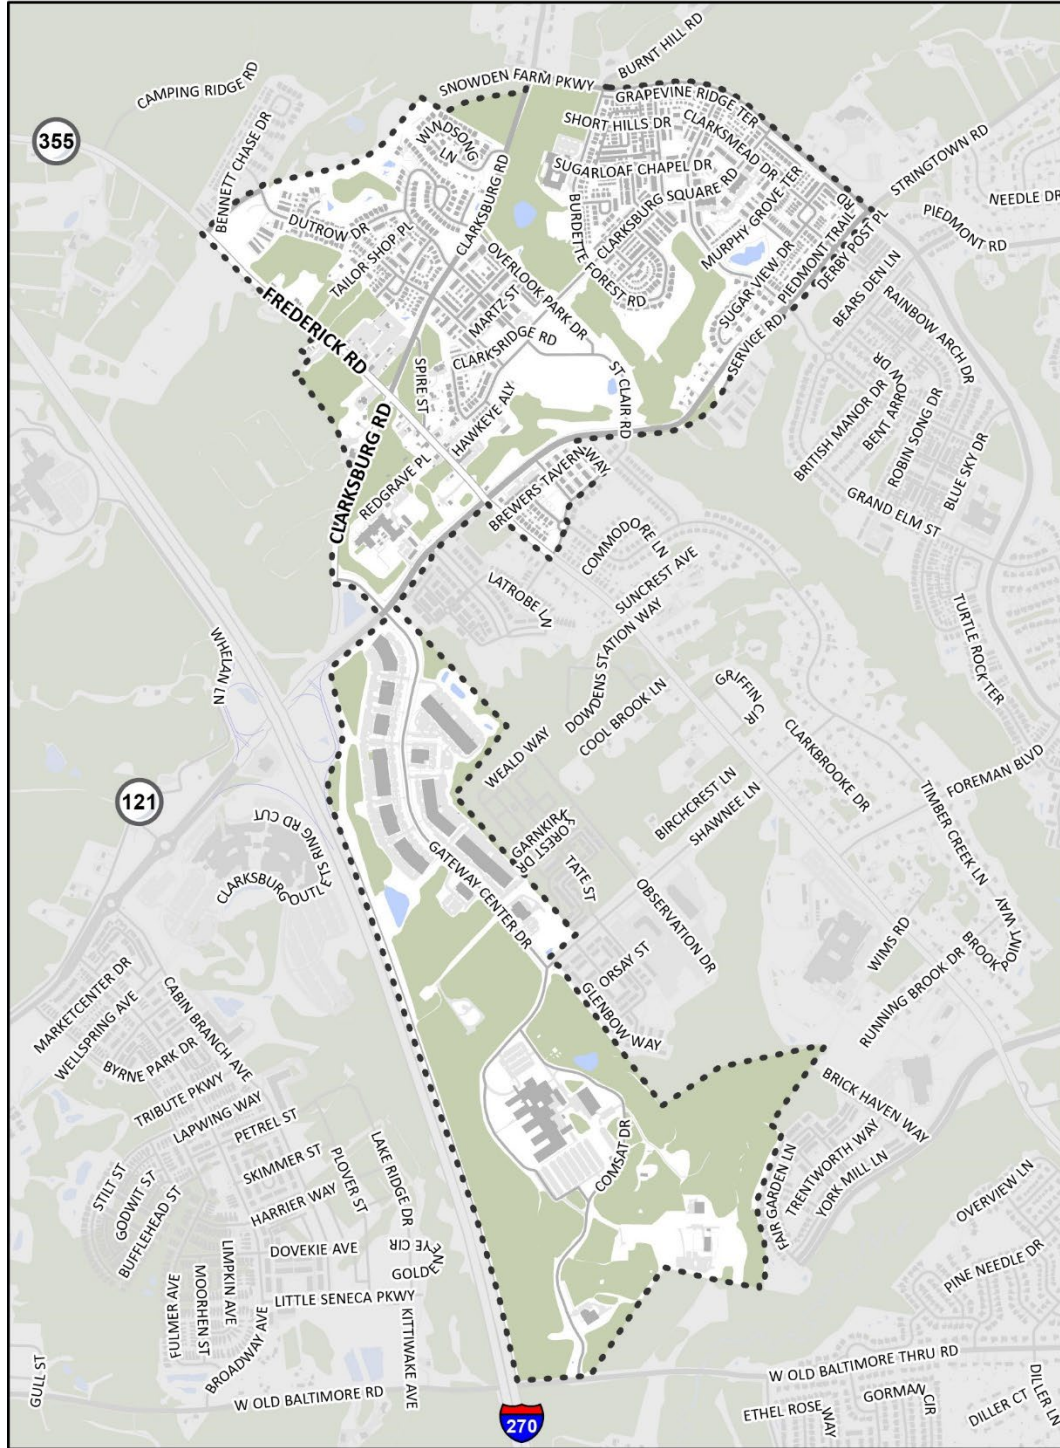 BURNT HILL RD
SNOWDEN FARM PKWY
CAMPING RIDGE RD
GRAPEVINE RIDGE TER
355
WINDSONG
LN
SHORT HILLS DR
CLARKSMEAD DR
STRINGTOWN RD
BENNETT CHASE DR
SUGARLOAF CHAPEL DR
NEEDLE DR
CLARKSBURG RD
CLARKSBURG SQUARE RD
MURPHY GROVE TER
PIEDMONT RD
DUTROW DR
BURDETTE FOREST RD
PIEDMONT TRAIL
RD
DERBY POST PL
TAILOR SHOP PL
OVERLOOK PARK DR
SUGAR VIEW DR
BEARS DEN LN
RAINBOW ARCH DR
FREDERICK RD
MARTZ ST
CLARKSRIDGE RD
SERVICE RD
SPIRE ST
ST CLAIR RD
BRITISH MANOR DR
BENT ARROW DR
ROBIN SONG DR
BLUE SKY DR
HAWKEYE ALY
CLARKSBURG RD
REDGRAVE PL
BREWERS TAVERN WAY
GRAND ELM ST
COMMODORE LN
LATROBE LN
SUNCREST AVE
TURTLE ROCK TER
WHELAN LN
DOWDENS STATION WAY
GRIFFIN CIR
COOL BROOK LN
WEALD WAY
CLARKBROOKE DR
FOREMAN BLVD
121
BIRCHCREST LN
SHAWNEE LN
TIMBER CREEK LN
GARNKIRK
FOREST DR
TATE ST
CLARKSBURG
OUTLETS RING RD CUT
GATEWAY CENTER DR
OBSERVATION DR
WIMS RD
BROOK
POINT WAY
ORSAY ST
RUNNING BROOK DR
MARKETCENTER DR
WELLSPRING AVE
CABIN BRANCH AVE
GLENBOW WAY
BYRNE PARK DR
TRIBUTE PKWY
BRICK HAVEN WAY
LAPWING WAY
PETREL ST
COMSAT DR
TRENTWORTH WAY
YORK MILL LN
FAIR GARDEN LN
STILT ST
GODWIT ST
BUFFLEHEAD ST
SKIMMER ST
PLOVER ST
LAKE RIDGE DR
HARRIER WAY
OVERVIEW LN
DOVEKIE AVE
GOLDENEYE CIR
PINE NEEDLE DR
FULMER AVE
MOORHEN ST
LIMPKIN AVE
LITTLE SENECA PKWY
KITTIWAKE AVE
BROADWAY AVE
GULL ST
W OLD BALTIMORE RD
W OLD BALTIMORE THRU RD
GORMAN
CIR
DILLER CT
DILLER LN
ETHEL ROSE
WAY
270